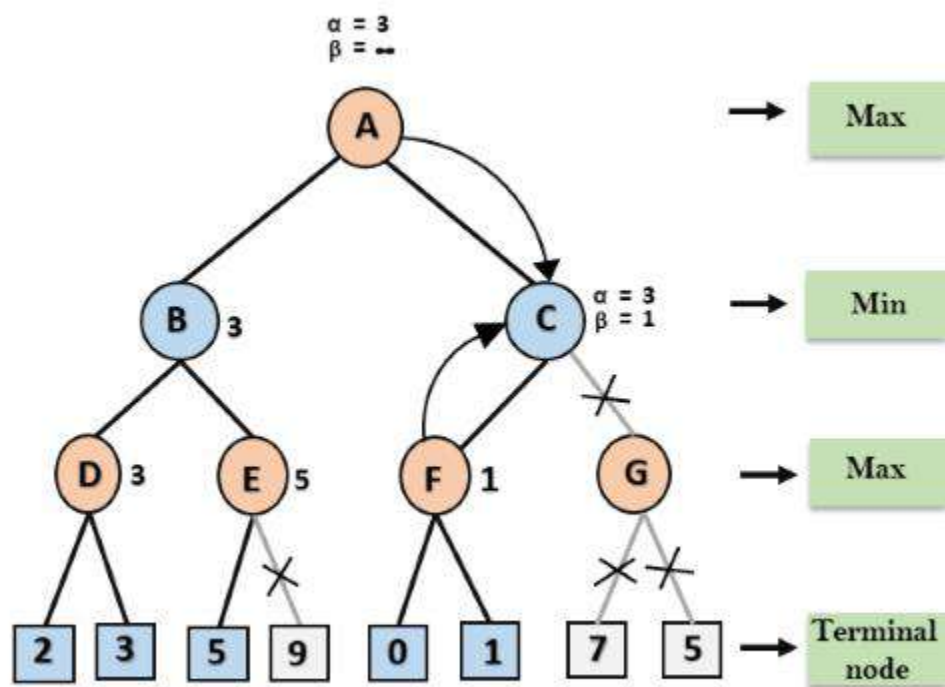 α = 3
β = ∞
A
Max
B
3
C
α = 3
β = 1
Min
D
3
E
5
F
1
G
Max
2
3
5
9
0
1
7
5
Terminal
node